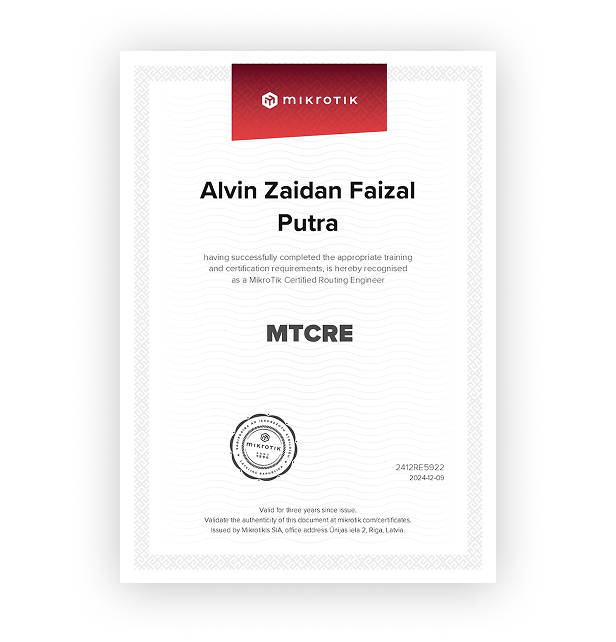 mikrotik
Alvin Zaidan Faizal
Putra
having successfully completed the appropriate training
and certification requirements, is hereby recognised
as a MikroTik Certified Routing Engineer
MTCRE
mikrotik
2412RE5922
2024-12-09
Valid for three years since issue.
Validate the authenticity of this document at mikrotik.com/certificates.
Issued by Mikrotikls SIA, office address Ūnijas iela 2, Riga, Latvia.